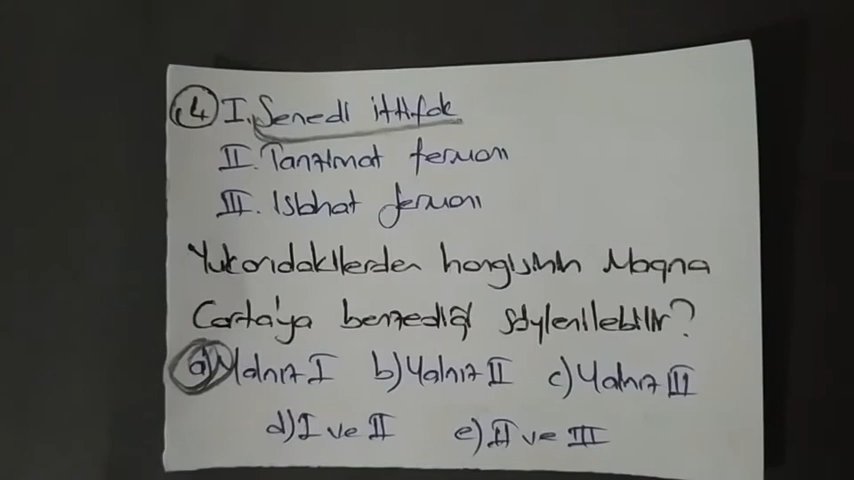 14 I. Senedi ittifak
II. Tanzimat fermanı
III. Islahat fermanı
Yukarıdakilerden hangisinin Magna
Carta'ya benzediği söylenilebilir?
a) Yalnız I b) Yalnız II c) Yalnız III
d) I ve II e) II ve III